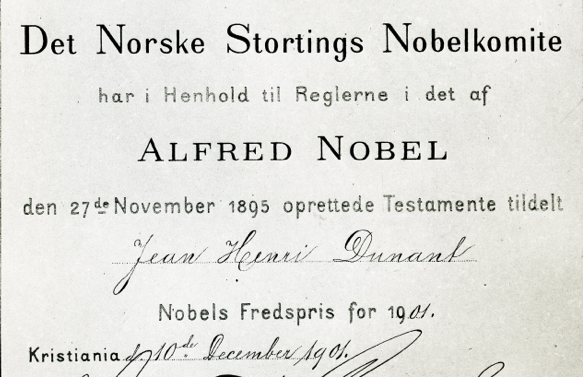 Det Norske Stortings Nobelkomite
har i Henhold til Reglerne i det af
ALFRED NOBEL
den 27de November 1895 oprettede Testamente tildelt
Jean Henri Dunant
Nobels Fredspris for 1901.
Kristiania d. 10de December 1901.